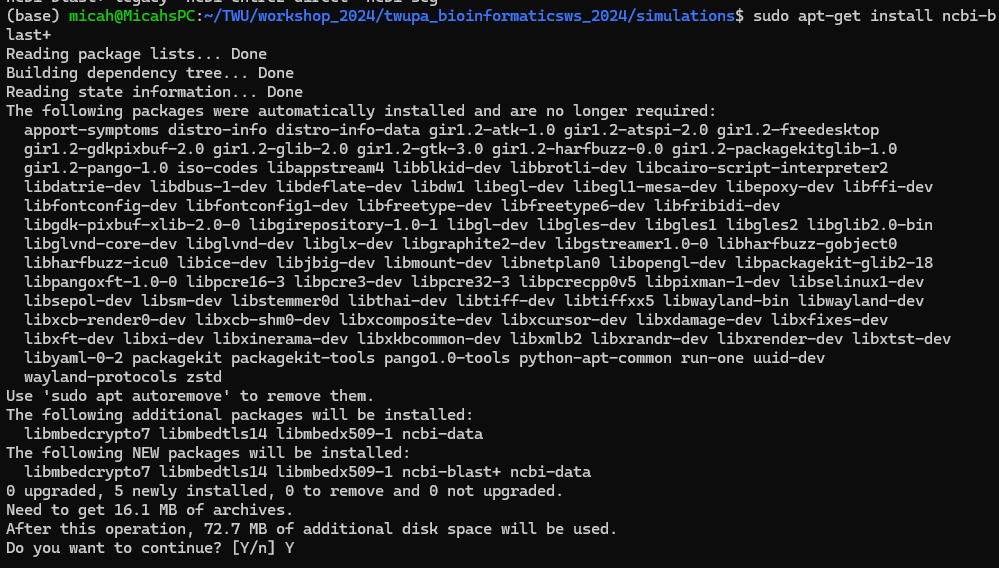 (base) micah@MicahsPC:~/TWU/workshop_2024/twupa_bioinformaticsws_2024/simulations$ sudo apt-get install ncbi-b
last+
Reading package lists... Done
Building dependency tree... Done
Reading state information... Done
The following packages were automatically installed and are no longer required:
  apport-symptoms distro-info distro-info-data gir1.2-atk-1.0 gir1.2-atspi-2.0 gir1.2-freedesktop
  gir1.2-gdkpixbuf-2.0 gir1.2-glib-2.0 gir1.2-gtk-3.0 gir1.2-harfbuzz-0.0 gir1.2-packagekitglib-1.0
  gir1.2-pango-1.0 iso-codes libappstream4 libblkid-dev libbrotli-dev libcairo-script-interpreter2
  libdatrie-dev libdbus-1-dev libdeflate-dev libdw1 libegl-dev libegl1-mesa-dev libepoxy-dev libffi-dev
  libfontconfig-dev libfontconfig1-dev libfreetype-dev libfreetype6-dev libfribidi-dev
  libgdk-pixbuf-xlib-2.0-0 libgirepository-1.0-1 libgl-dev libgles-dev libgles1 libgles2 libglib2.0-bin
  libglvnd-core-dev libglvnd-dev libglx-dev libgraphite2-dev libgstreamer1.0-0 libharfbuzz-gobject0
  libharfbuzz-icu0 libice-dev libjbig-dev libmount-dev libnetplan0 libopengl-dev libpackagekit-glib2-18
  libpangoxft-1.0-0 libpcre16-3 libpcre3-dev libpcre32-3 libpcrecpp0v5 libpixman-1-dev libselinux1-dev
  libsepol-dev libsm-dev libstemmer0d libthai-dev libtiff-dev libtiffxx5 libwayland-bin libwayland-dev
  libxcb-render0-dev libxcb-shm0-dev libxcomposite-dev libxcursor-dev libxdamage-dev libxfixes-dev
  libxft-dev libxi-dev libxinerama-dev libxkbcommon-dev libxmlb2 libxrandr-dev libxrender-dev libxtst-dev
  libyaml-0-2 packagekit packagekit-tools pango1.0-tools python-apt-common run-one uuid-dev
  wayland-protocols zstd
Use 'sudo apt autoremove' to remove them.
The following additional packages will be installed:
  libmbedcrypto7 libmbedtls14 libmbedx509-1 ncbi-data
The following NEW packages will be installed:
  libmbedcrypto7 libmbedtls14 libmbedx509-1 ncbi-blast+ ncbi-data
0 upgraded, 5 newly installed, 0 to remove and 0 not upgraded.
Need to get 16.1 MB of archives.
After this operation, 72.7 MB of additional disk space will be used.
Do you want to continue? [Y/n] Y